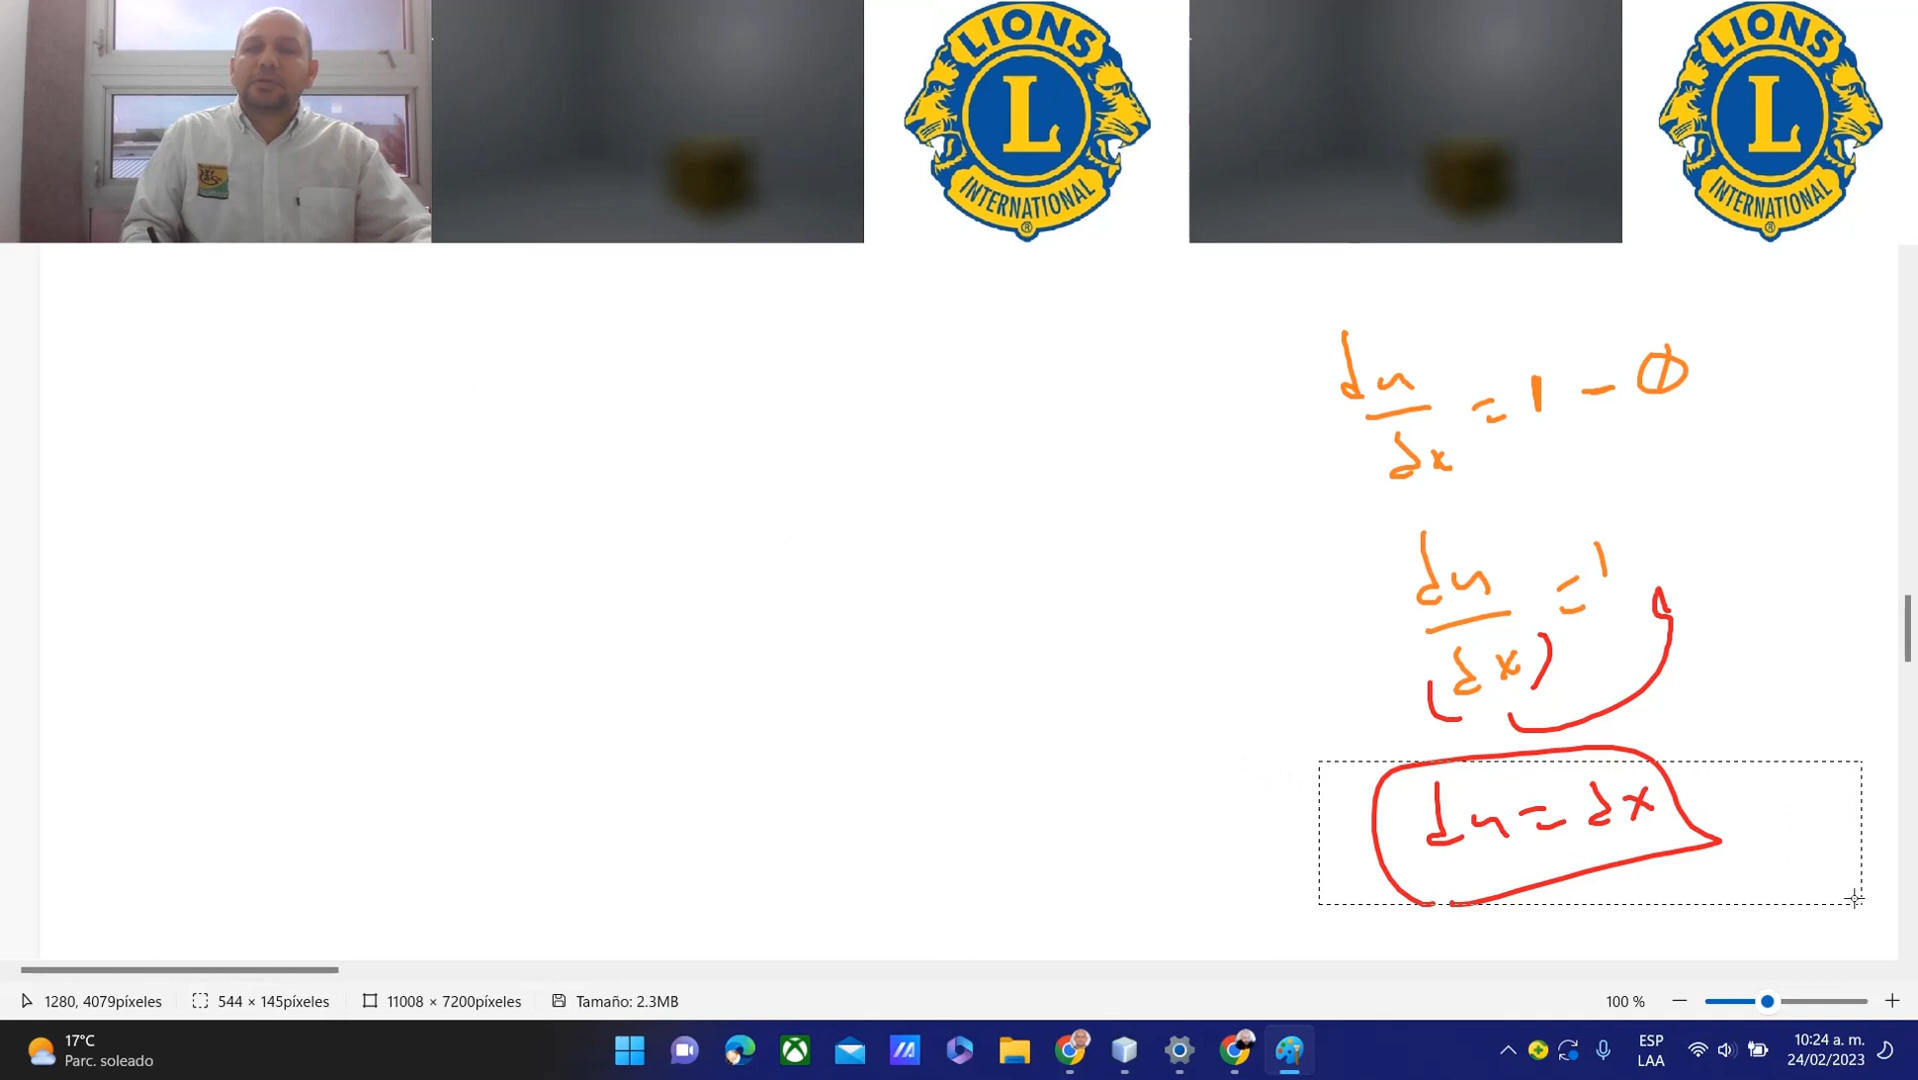 LIONS
L
INTERNATIONAL
®
LIONS
L
INTERNATIONAL
®
du/dx = 1 - 0
du/dx = 1
du = dx
1280, 4079píxeles
544 × 145píxeles
11008 × 7200píxeles
Tamaño: 2.3MB
100 %
17°C
Parc. soleado
ESP
LAA
10:24 a. m.
24/02/2023